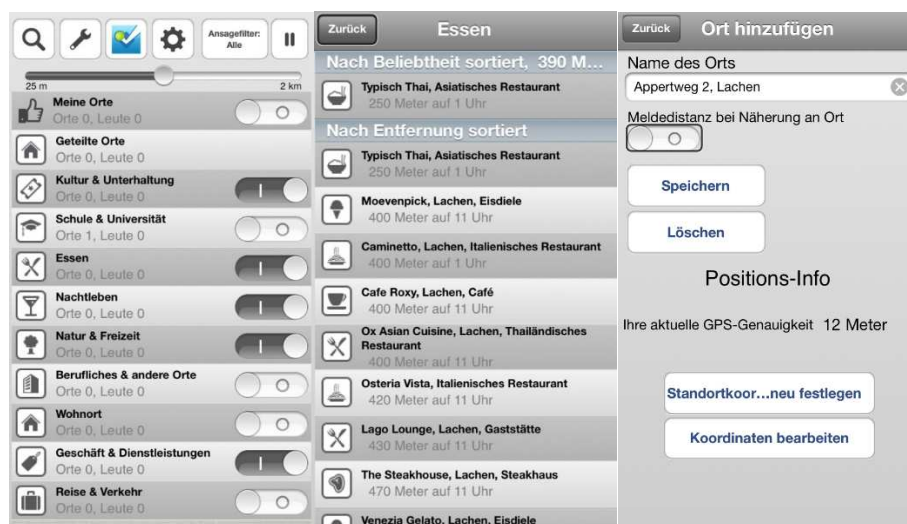 Ansagefilter:
Alle
25 m
2 km
Meine Orte
Orte 0, Leute 0
Geteilte Orte
Orte 0, Leute 0
Kultur & Unterhaltung
Orte 0, Leute 0
Schule & Universität
Orte 1, Leute 0
Essen
Orte 0, Leute 0
Nachtleben
Orte 0, Leute 0
Natur & Freizeit
Orte 0, Leute 0
Berufliches & andere Orte
Orte 0, Leute 0
Wohnort
Orte 0, Leute 0
Geschäft & Dienstleistungen
Orte 0, Leute 0
Reise & Verkehr
Orte 0, Leute 0
Zurück
Essen
Nach Beliebtheit sortiert, 390 M...
Typisch Thai, Asiatisches Restaurant
250 Meter auf 1 Uhr
Nach Entfernung sortiert
Typisch Thai, Asiatisches Restaurant
250 Meter auf 1 Uhr
Moevenpick, Lachen, Eisdiele
400 Meter auf 11 Uhr
Caminetto, Lachen, Italienisches Restaurant
400 Meter auf 1 Uhr
Cafe Roxy, Lachen, Café
400 Meter auf 11 Uhr
Ox Asian Cuisine, Lachen, Thailändisches
Restaurant
400 Meter auf 11 Uhr
Osteria Vista, Italienisches Restaurant
420 Meter auf 11 Uhr
Lago Lounge, Lachen, Gaststätte
430 Meter auf 11 Uhr
The Steakhouse, Lachen, Steakhaus
470 Meter auf 11 Uhr
Venezia Gelato, Lachen, Eisdiele
Zurück
Ort hinzufügen
Name des Orts
Appertweg 2, Lachen
Meldedistanz bei Näherung an Ort
Speichern
Löschen
Positions-Info
Ihre aktuelle GPS-Genauigkeit 12 Meter
Standortkoor...neu festlegen
Koordinaten bearbeiten